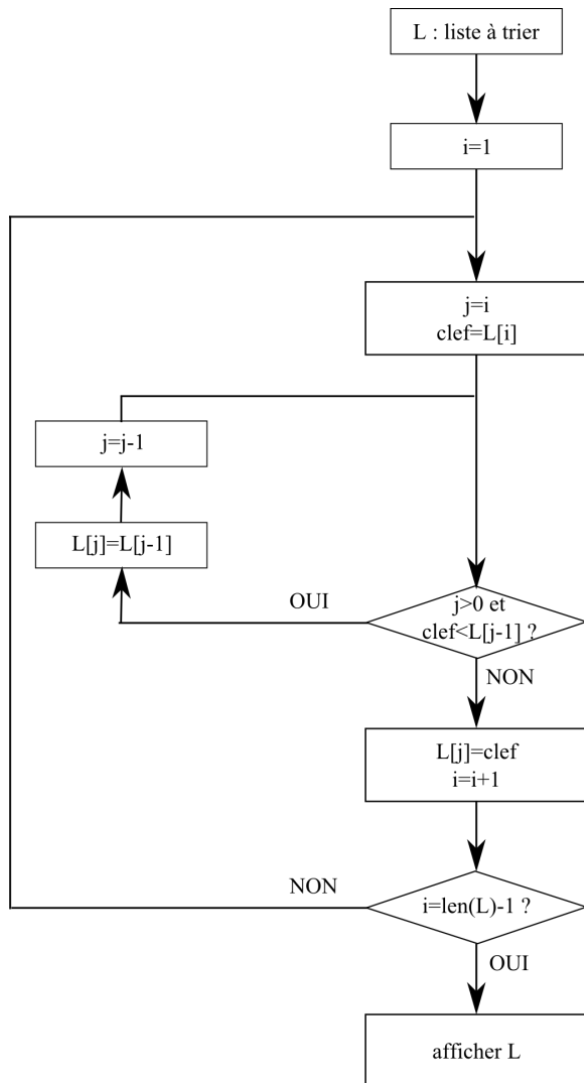 L : liste à trier
i=1
j=i
clef=L[i]
j=j-1
L[j]=L[j-1]
OUI
j>0 et
clef<L[j-1] ?
NON
L[j]=clef
i=i+1
NON
i=len(L)-1 ?
OUI
afficher L